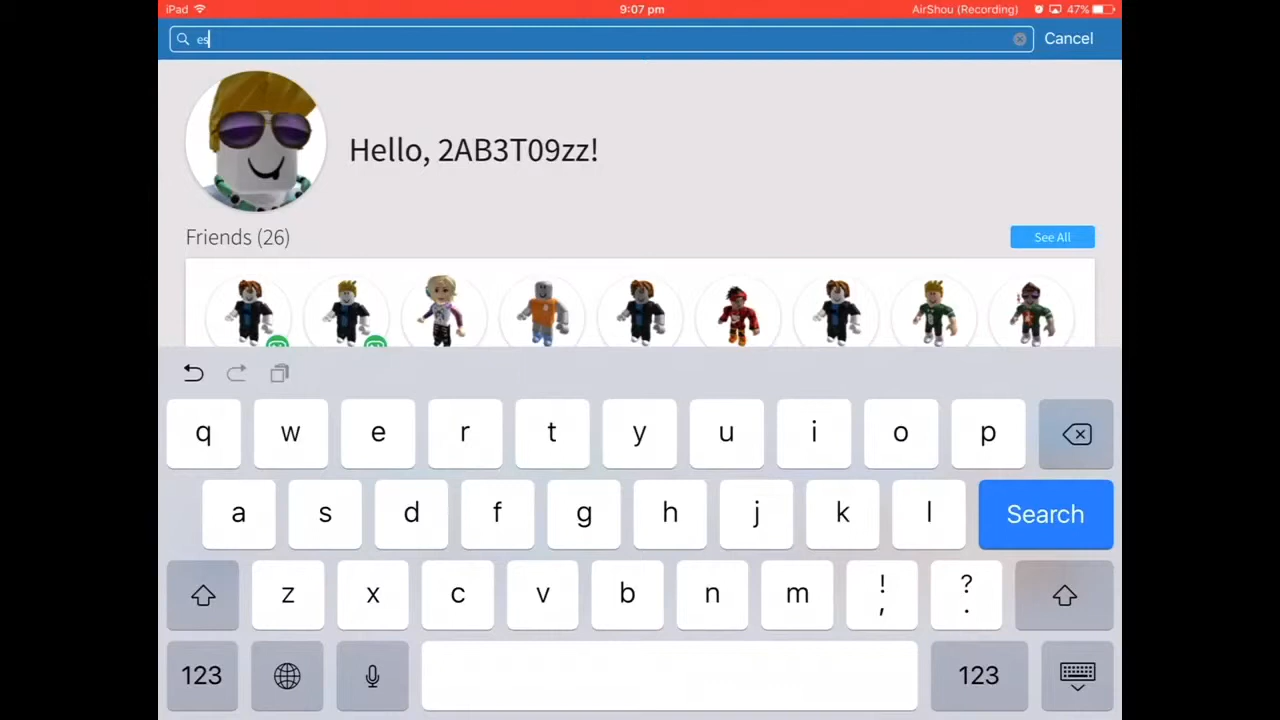 iPad 9:07 pm AirShou (Recording) 47%
es Cancel
Hello, 2AB3T09zz!
Friends (26) See All
q w e r t y u i o p
a s d f g h j k l Search
z x c v b n m ! , ? .
123 123